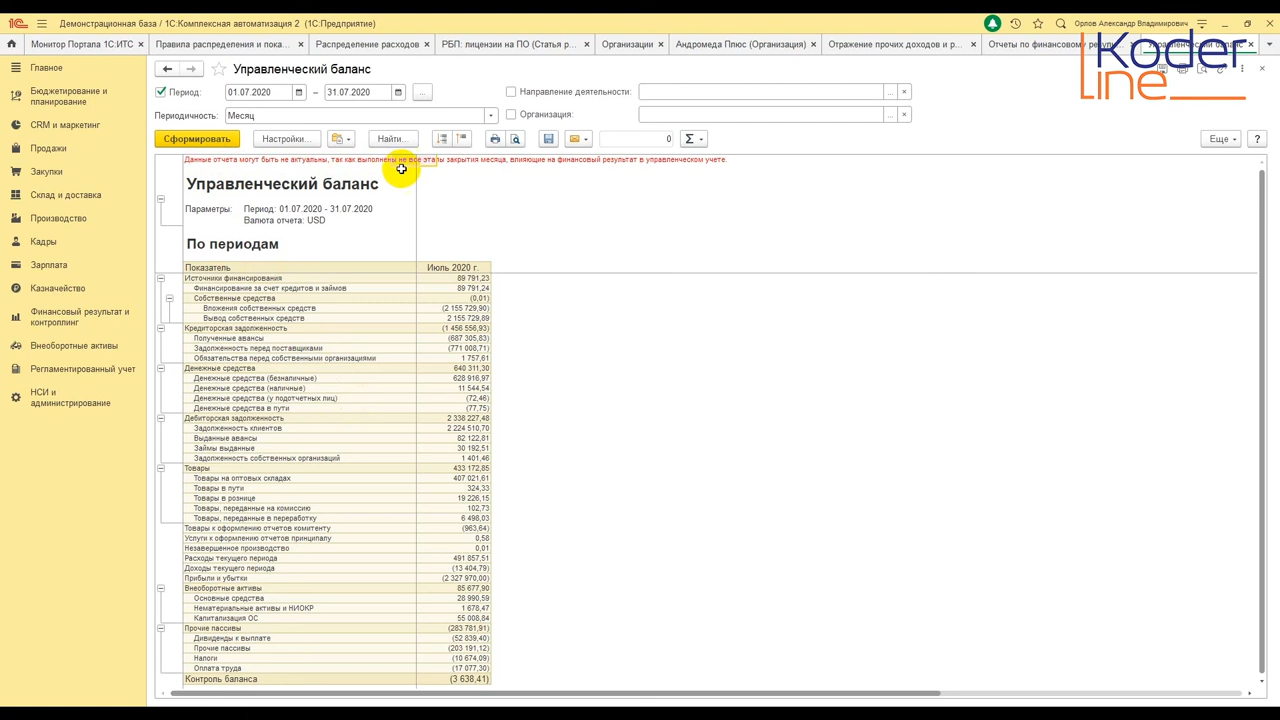 Демонстрационная база / 1С:Комплексная автоматизация 2 (1С:Предприятие)
Орлов Александр Владимирович
Монитор Портала 1С:ИТС × Правила распределения и пока... × Распределение расходов × РБП: лицензии на ПО (Статья р... × Организации × Андромеда Плюс (Организация) × Отражение прочих доходов и р... ×
Koder
Line
Главное
Бюджетирование и
планирование
CRM и маркетинг
Продажи
Закупки
Склад и доставка
Производство
Кадры
Зарплата
Казначейство
Финансовый результат и
контроллинг
Внеоборотные активы
Регламентированный учет
НСИ и
администрирование
Управленческий баланс
Период: 01.07.2020 – 31.07.2020 ... Направление деятельности:
Периодичность: Месяц Организация:
Сформировать Настройки... Найти... 0 Σ Еще ?
Данные отчета могут быть не актуальны, так как выполнены не все этапы закрытия месяца, влияющие на финансовый результат в управленческом учете.
Управленческий баланс
Параметры: Период: 01.07.2020 - 31.07.2020
Валюта отчета: USD
По периодам
Показатель Июль 2020 г.
Источники финансирования 89 791,23
Финансирование за счет кредитов и займов 89 791,24
Собственные средства (0,01)
Вложения собственных средств (2 155 729,90)
Вывод собственных средств 2 155 729,89
Кредиторская задолженность (1 456 556,93)
Полученные авансы (687 305,83)
Задолженность перед поставщиками (771 008,71)
Обязательства перед собственными организациями 1 757,61
Денежные средства 640 311,30
Денежные средства (безналичные) 628 916,97
Денежные средства (наличные) 11 544,54
Денежные средства (у подотчетных лиц) (72,46)
Денежные средства в пути (77,75)
Дебиторская задолженность 2 338 227,48
Задолженность клиентов 2 224 510,70
Выданные авансы 82 122,81
Займы выданные 30 192,51
Задолженность собственных организаций 1 401,46
Товары 433 172,85
Товары на оптовых складах 407 021,61
Товары в пути 324,33
Товары в рознице 19 226,15
Товары, переданные на комиссию 102,73
Товары, переданные в переработку 6 498,03
Товары к оформлению отчетов комитенту (963,64)
Услуги к оформлению отчетов принципалу 0,58
Незавершенное производство 0,01
Расходы текущего периода 491 857,51
Доходы текущего периода (13 404,79)
Прибыли и убытки (2 327 970,00)
Внеоборотные активы 85 677,90
Основные средства 28 990,59
Нематериальные активы и НИОКР 1 678,47
Капитализация ОС 55 008,84
Прочие пассивы (283 781,91)
Дивиденды к выплате (52 839,40)
Прочие пассивы (203 191,12)
Налоги (10 674,09)
Оплата труда (17 077,30)
Контроль баланса (3 638,41)